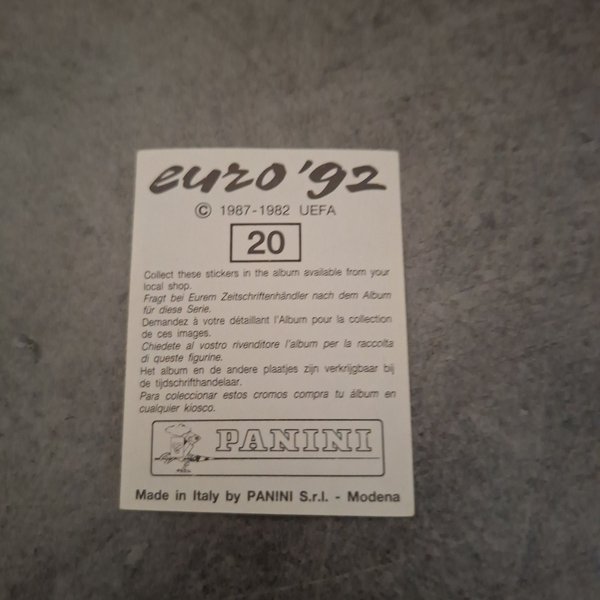 euro '92
© 1987-1982 UEFA
20
Collect these stickers in the album available from your
local shop.
Fragt bei Eurem Zeitschriftenhändler nach dem Album
für diese Serie.
Demandez à votre détaillant l'Album pour la collection
de ces images.
Chiedete al vostro rivenditore l'album per la raccolta
di queste figurine.
Het album en de andere plaatjes zijn verkrijgbaar bij
de tijdschrifthandelaar.
Para coleccionar estos cromos compra tu álbum en
cualquier kiosco.
PANINI
Made in Italy by PANINI S.r.l. - Modena